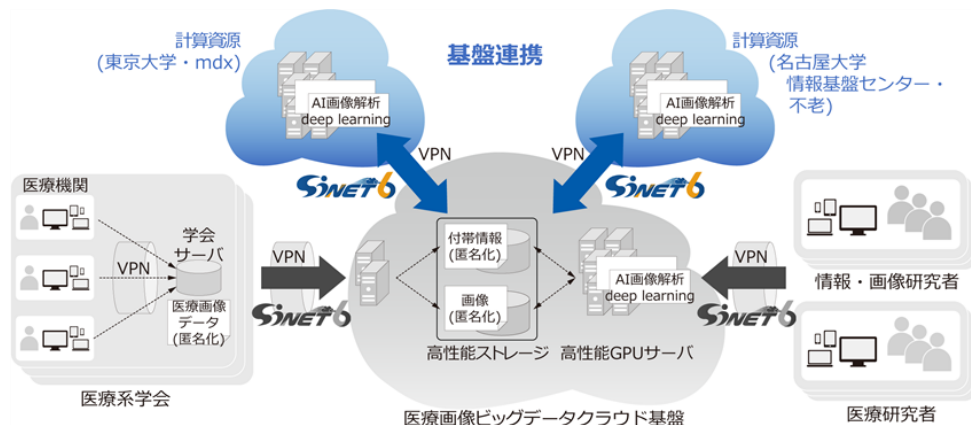 計算資源
(東京大学・mdx)
AI画像解析
deep learning
基盤連携
計算資源
(名古屋大学
情報基盤センター・
不老)
AI画像解析
deep learning
VPN
SINET6
VPN
SINET6
医療機関
VPN
学会
サーバ
医療画像
データ
(匿名化)
医療系学会
VPN
SINET6
付帯情報
(匿名化)
画像
(匿名化)
高性能ストレージ
AI画像解析
deep learning
高性能GPUサーバ
医療画像ビッグデータクラウド基盤
VPN
SINET6
情報・画像研究者
医療研究者